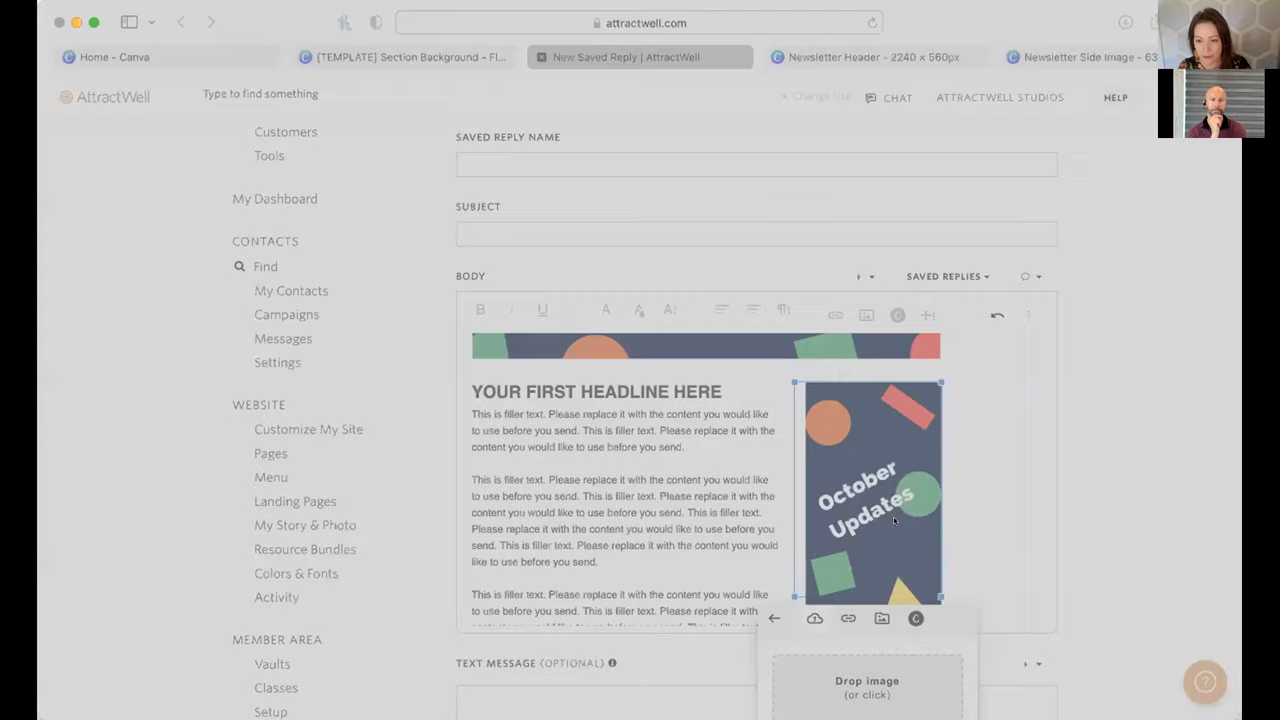 attractwell.com
Home - Canva
[TEMPLATE] Section Background - Fl...
New Saved Reply | AttractWell
Newsletter Header - 2240 × 560px
Newsletter Side Image - 63
AttractWell
Type to find something
< Change Use
CHAT
ATTRACTWELL STUDIOS
HELP
Customers
Tools
My Dashboard
CONTACTS
Find
My Contacts
Campaigns
Messages
Settings
WEBSITE
Customize My Site
Pages
Menu
Landing Pages
My Story & Photo
Resource Bundles
Colors & Fonts
Activity
MEMBER AREA
Vaults
Classes
Setup
SAVED REPLY NAME
SUBJECT
BODY
SAVED REPLIES
YOUR FIRST HEADLINE HERE
This is filler text. Please replace it with the content you would like
to use before you send. This is filler text. Please replace it with the
content you would like to use before you send.
This is filler text. Please replace it with the content you would like
to use before you send. This is filler text. Please replace it with the
content you would like to use before you send. This is filler text.
Please replace it with the content you would like to use before you
send. This is filler text. Please replace it with the content you would
like to use before you send.
This is filler text. Please replace it with the content you would like
to use before you send. This is filler text. Please replace it with
October
Updates
Drop image
(or click)
TEXT MESSAGE (OPTIONAL)